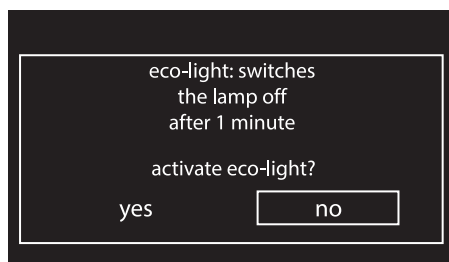 eco-light: switches
the lamp off
after 1 minute
activate eco-light?
yes no